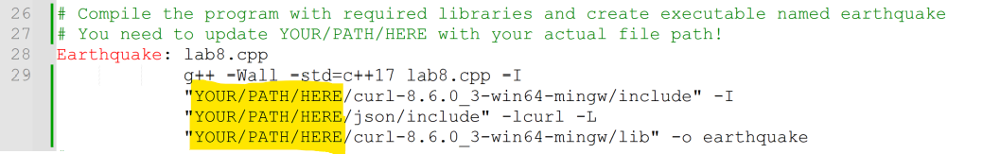 26 # Compile the program with required libraries and create executable named earthquake
27 # You need to update YOUR/PATH/HERE with your actual file path!
28 Earthquake: lab8.cpp
29 g++ -Wall -std=c++17 lab8.cpp -I
"YOUR/PATH/HERE/curl-8.6.0_3-win64-mingw/include" -I
"YOUR/PATH/HERE/json/include" -lcurl -L
"YOUR/PATH/HERE/curl-8.6.0_3-win64-mingw/lib" -o earthquake